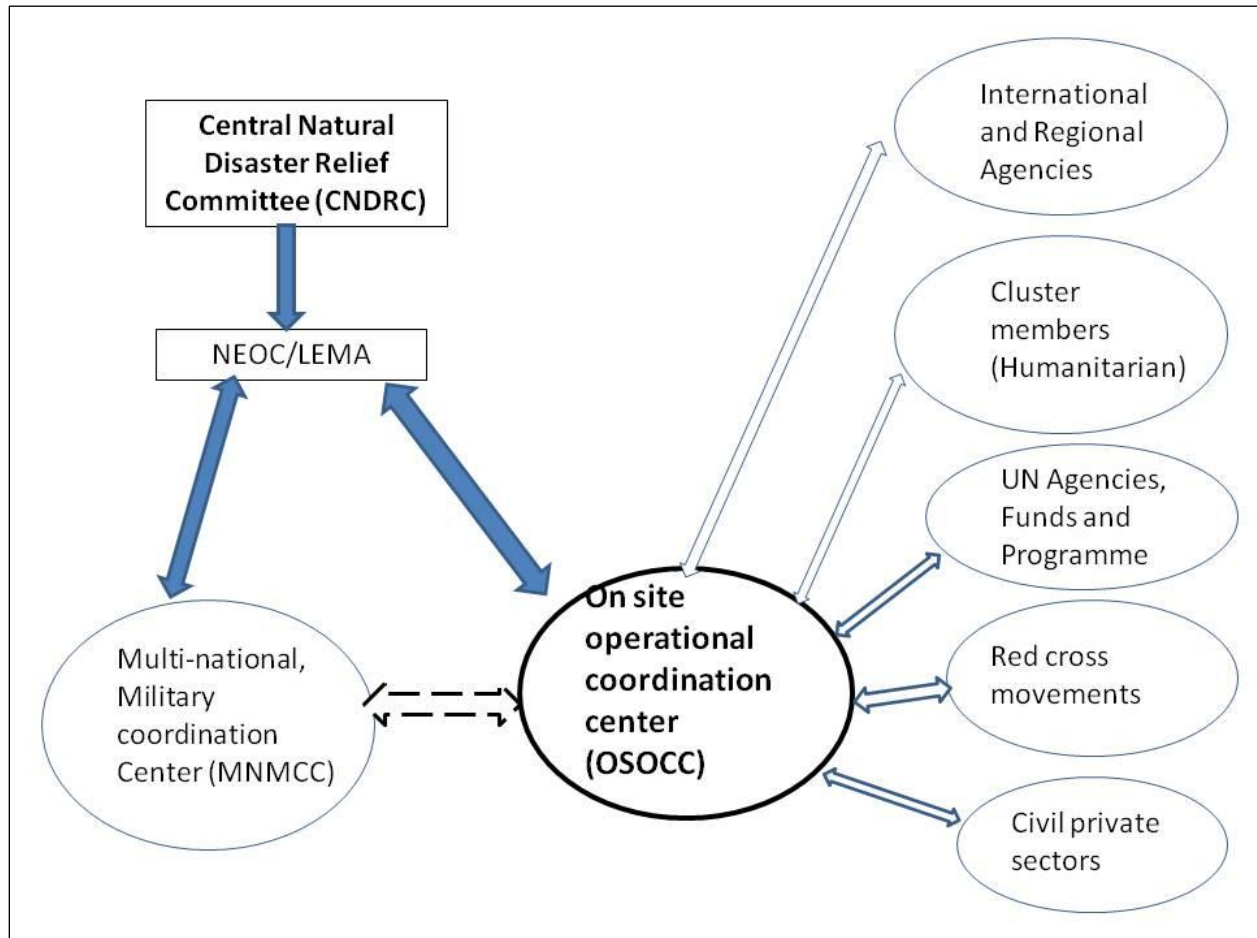 Central Natural
Disaster Relief
Committee (CNDRC)
NEOC/LEMA
Multi-national,
Military
coordination
Center (MNMCC)
On site
operational
coordination
center
(OSOCC)
International
and Regional
Agencies
Cluster
members
(Humanitarian)
UN Agencies,
Funds and
Programme
Red cross
movements
Civil private
sectors